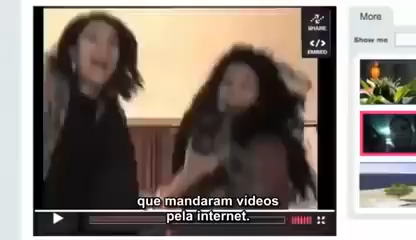 More
SHARE
Show me
EMBED
que mandaram vídeos
pela internet.